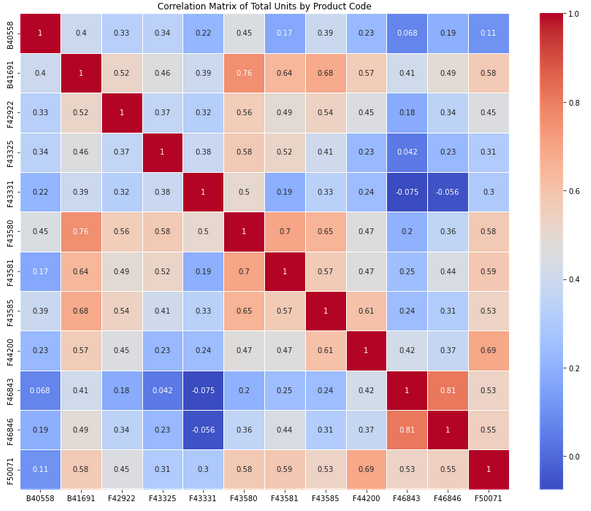 Correlation Matrix of Total Units by Product Code
B40558 1 0.4 0.33 0.34 0.22 0.45 0.17 0.39 0.23 0.068 0.19 0.11
B41691 0.4 1 0.52 0.46 0.39 0.76 0.64 0.68 0.57 0.41 0.49 0.58
F42922 0.33 0.52 1 0.37 0.32 0.56 0.49 0.54 0.45 0.18 0.34 0.45
F43325 0.34 0.46 0.37 1 0.38 0.58 0.52 0.41 0.23 0.042 0.23 0.31
F43331 0.22 0.39 0.32 0.38 1 0.5 0.19 0.33 0.24 -0.075 -0.056 0.3
F43580 0.45 0.76 0.56 0.58 0.5 1 0.7 0.65 0.47 0.2 0.36 0.58
F43581 0.17 0.64 0.49 0.52 0.19 0.7 1 0.57 0.47 0.25 0.44 0.59
F43585 0.39 0.68 0.54 0.41 0.33 0.65 0.57 1 0.61 0.24 0.31 0.53
F44200 0.23 0.57 0.45 0.23 0.24 0.47 0.47 0.61 1 0.42 0.37 0.69
F46843 0.068 0.41 0.18 0.042 -0.075 0.2 0.25 0.24 0.42 1 0.81 0.53
F46846 0.19 0.49 0.34 0.23 -0.056 0.36 0.44 0.31 0.37 0.81 1 0.55
F50071 0.11 0.58 0.45 0.31 0.3 0.58 0.59 0.53 0.69 0.53 0.55 1
B40558 B41691 F42922 F43325 F43331 F43580 F43581 F43585 F44200 F46843 F46846 F50071
1.0
0.8
0.6
0.4
0.2
0.0